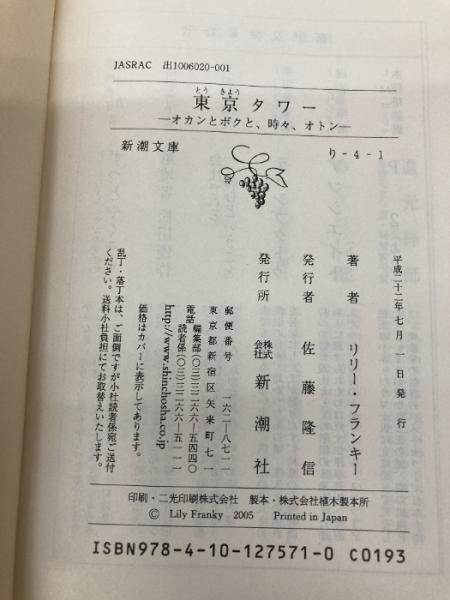 JASRAC 出1006020-001
とう きよう
東京タワー
―オカンとボクと、時々、オトン―
新潮文庫
り-4-1
平成二十二年七月一日発行
著者 リリー・フランキー
発行者 佐藤隆信
発行所 株式会社 新潮社
郵便番号 一六二―八七一一
東京都新宿区矢来町七一
電話 編集部(〇三)三二六六―五四四〇
読者係(〇三)三二六六―五一一一
http://www.shinchosha.co.jp
価格はカバーに表示してあります。
乱丁・落丁本は、ご面倒ですが小社読者係宛ご送付
ください。送料小社負担にてお取替えいたします。
印刷・二光印刷株式会社 製本・株式会社植木製本所
© Lily Franky 2005 Printed in Japan
ISBN978-4-10-127571-0 C0193